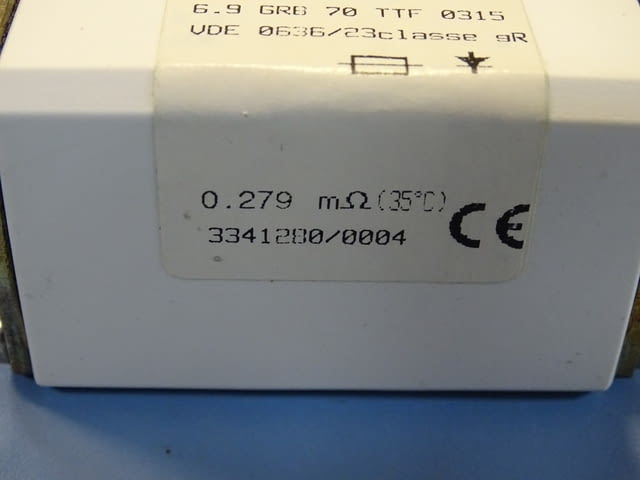 6.9 GRB 70 TTF 0315
VDE 0636/23classe gR
0.279 mΩ(35°C)
3341280/0004
CE